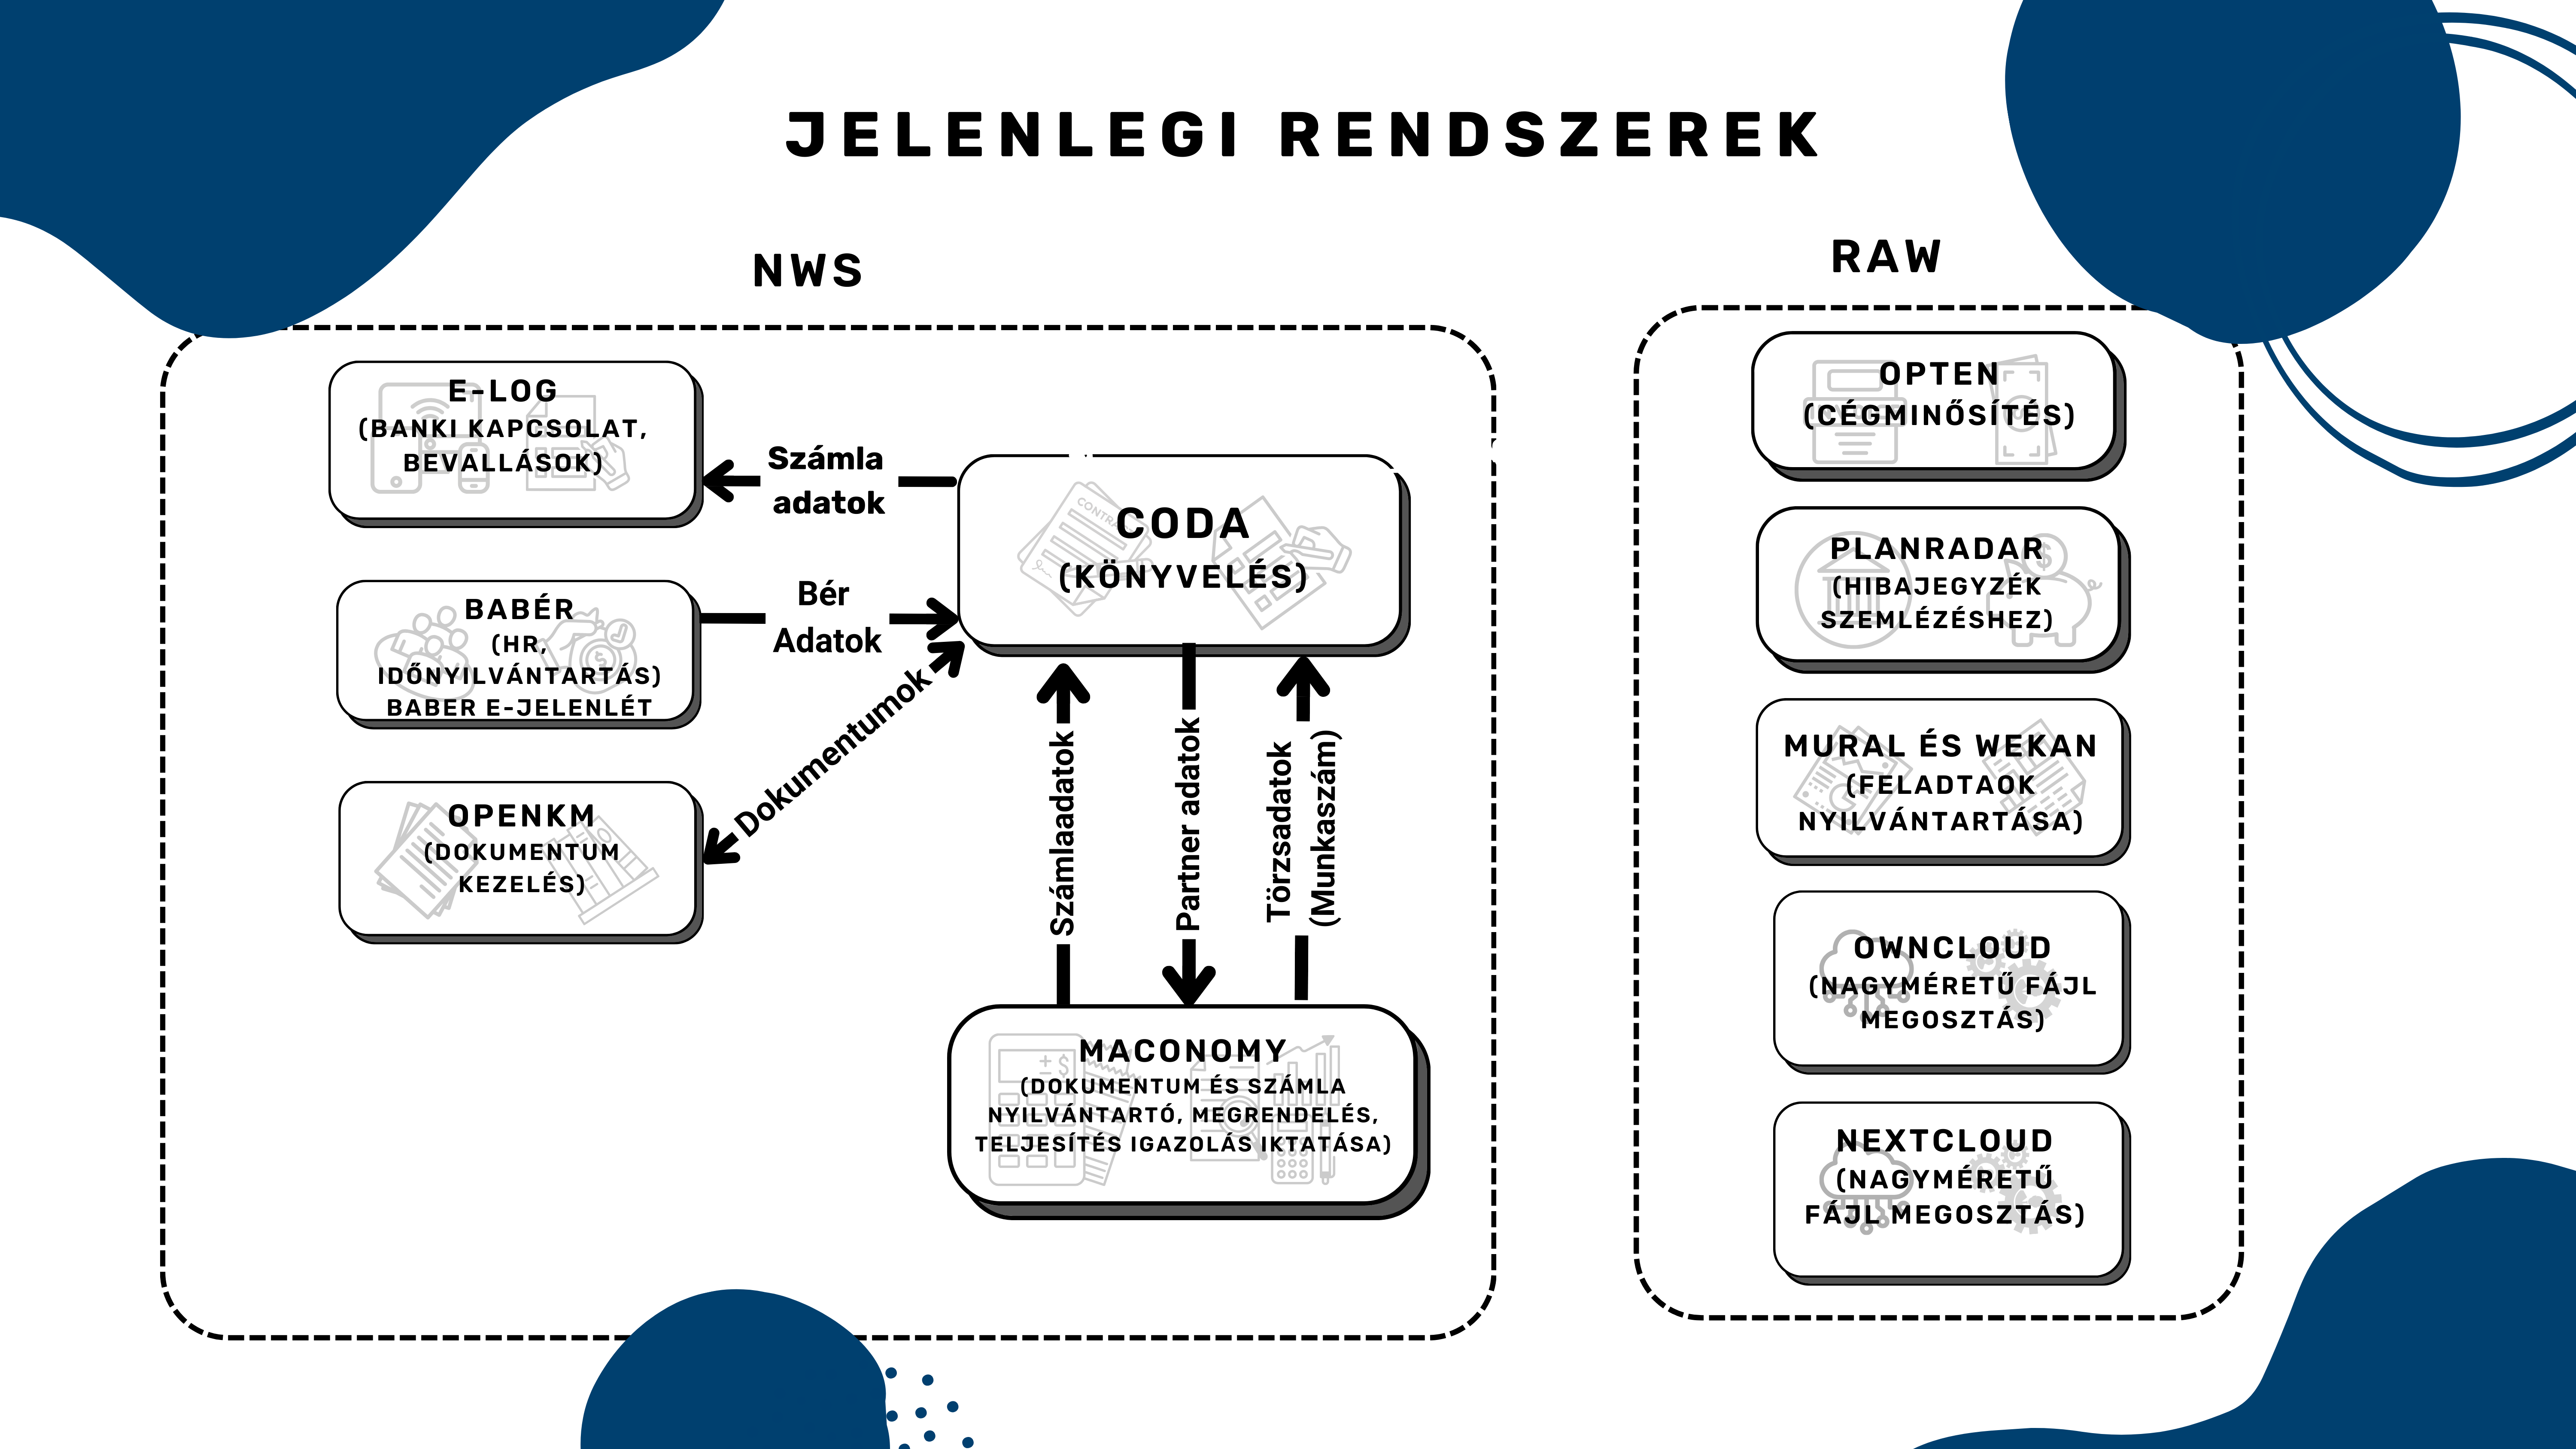 JELENLEGI RENDSZEREK
NWS
E-LOG
(BANKI KAPCSOLAT,
BEVALLÁSOK)
Számla
adatok
CODA
(KÖNYVELÉS)
CONTRA
BABÉR
(HR,
IDŐNYILVÁNTARTÁS)
BABER E-JELENLÉT
Bér
Adatok
OPENKM
(DOKUMENTUM
KEZELÉS)
Dokumentumok
Számlaadatok
Partner adatok
Törzsadatok
(Munkaszám)
MACONOMY
(DOKUMENTUM ÉS SZÁMLA
NYILVÁNTARTÓ, MEGRENDELÉS,
TELJESÍTÉS IGAZOLÁS IKTATÁSA)
RAW
OPTEN
(CÉGMINŐSÍTÉS)
PLANRADAR
(HIBAJEGYZÉK
SZEMLÉZÉSHEZ)
MURAL ÉS WEKAN
(FELADTAOK
NYILVÁNTARTÁSA)
OWNCLOUD
(NAGYMÉRETŰ FÁJL
MEGOSZTÁS)
NEXTCLOUD
(NAGYMÉRETŰ
FÁJL MEGOSZTÁS)